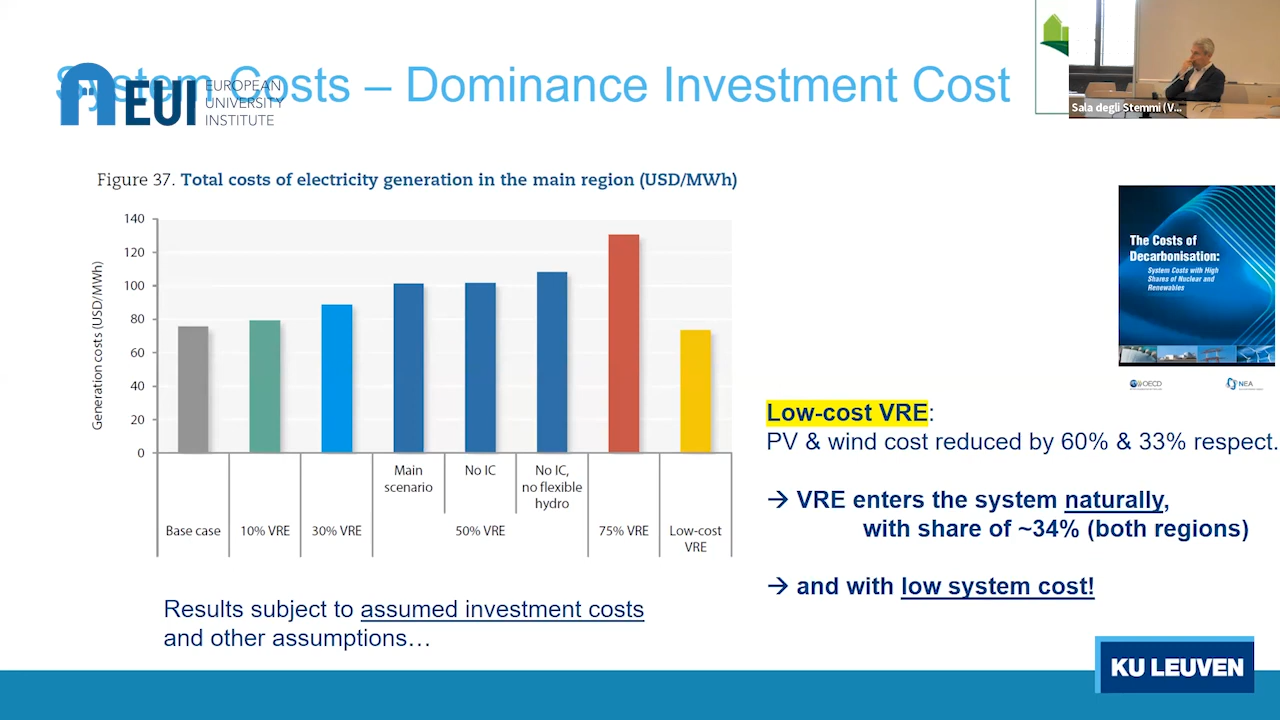 System Costs – Dominance Investment Cost
EUI
EUROPEAN
UNIVERSITY
INSTITUTE
Sala degli Stemmi (V...
Figure 37. Total costs of electricity generation in the main region (USD/MWh)
Generation costs (USD/MWh)
140
120
100
80
60
40
20
0
Main
scenario
No IC
No IC,
no flexible
hydro
Base case
10% VRE
30% VRE
50% VRE
75% VRE
Low-cost
VRE
The Costs of
Decarbonisation:
System Costs with High
Shares of Nuclear and
Renewables
OECD
NEA
Low-cost VRE:
PV & wind cost reduced by 60% & 33% respect.
→ VRE enters the system naturally,
with share of ~34% (both regions)
→ and with low system cost!
Results subject to assumed investment costs
and other assumptions…
KU LEUVEN